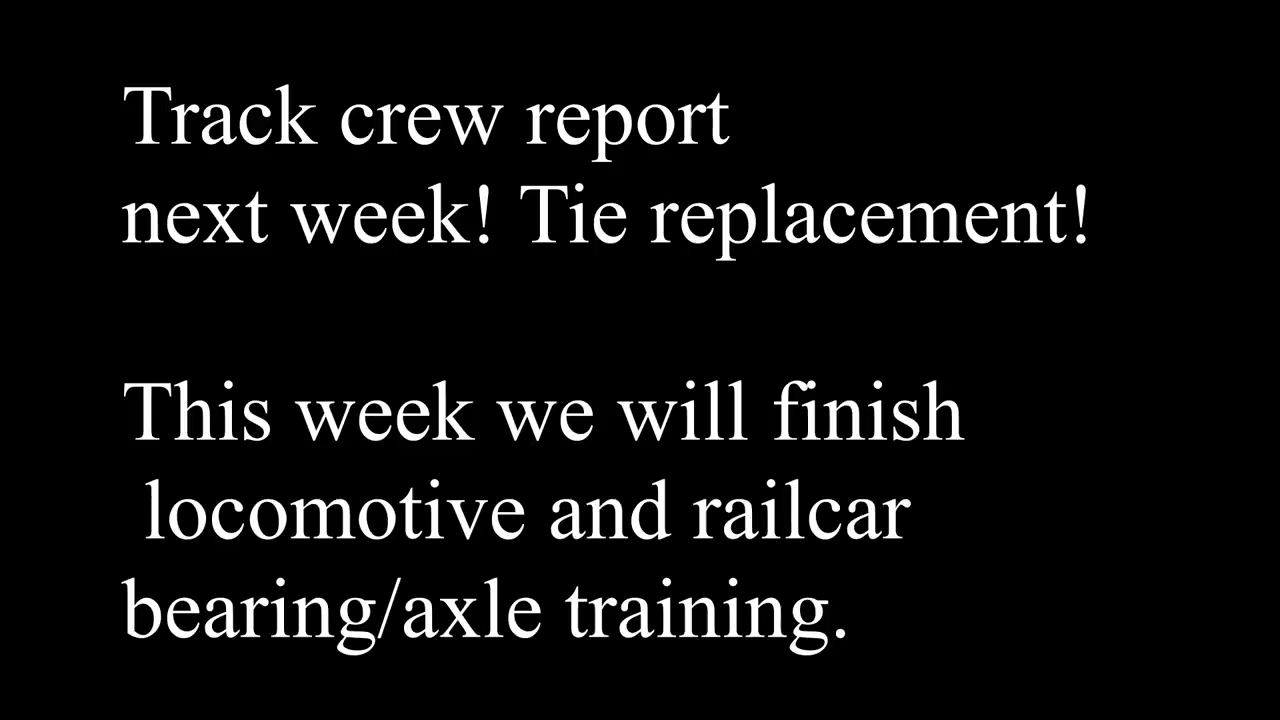 Track crew report
next week! Tie replacement!
This week we will finish
locomotive and railcar
bearing/axle training.